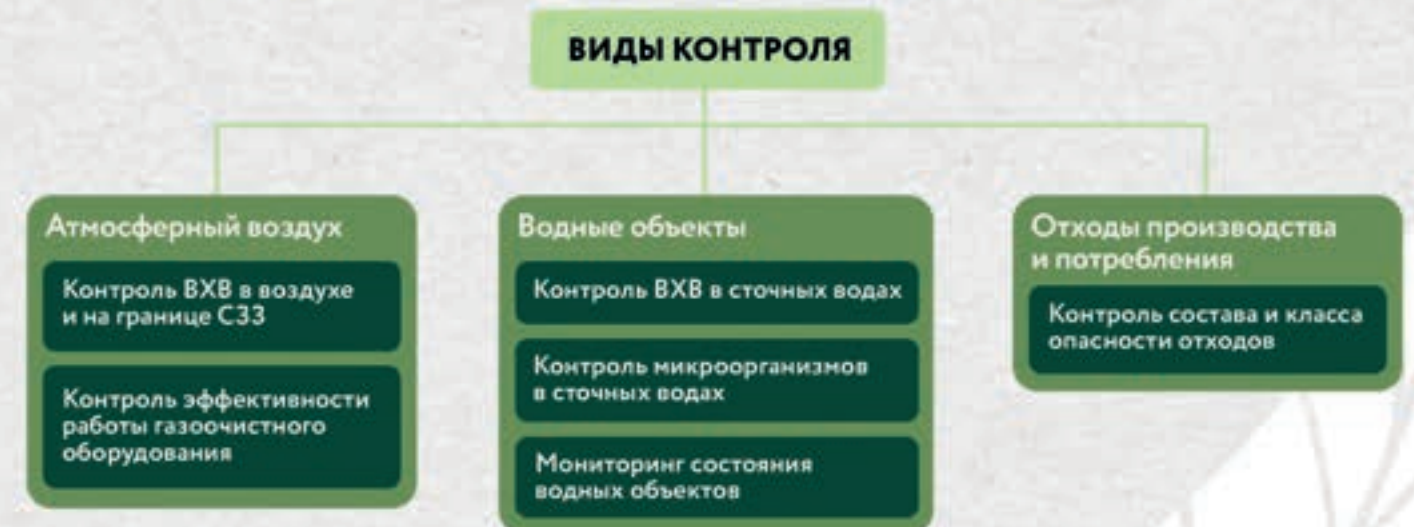 ВИДЫ КОНТРОЛЯ
Атмосферный воздух
Контроль ВХВ в воздухе
и на границе СЗЗ
Контроль эффективности
работы газоочистного
оборудования
Водные объекты
Контроль ВХВ в сточных водах
Контроль микроорганизмов
в сточных водах
Мониторинг состояния
водных объектов
Отходы производства
и потребления
Контроль состава и класса
опасности отходов